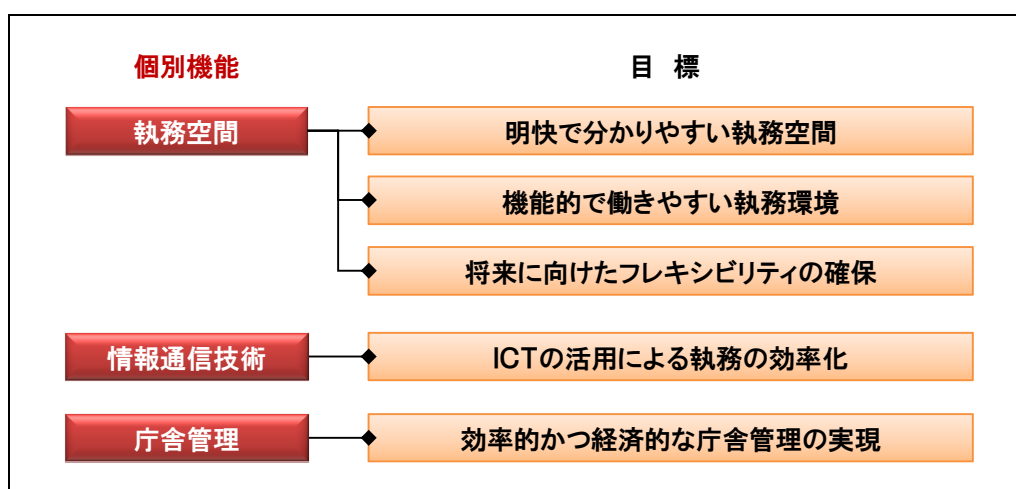 個別機能
目 標
執務空間
明快で分かりやすい執務空間
機能的で働きやすい執務環境
将来に向けたフレキシビリティの確保
情報通信技術
ICTの活用による執務の効率化
庁舎管理
効率的かつ経済的な庁舎管理の実現